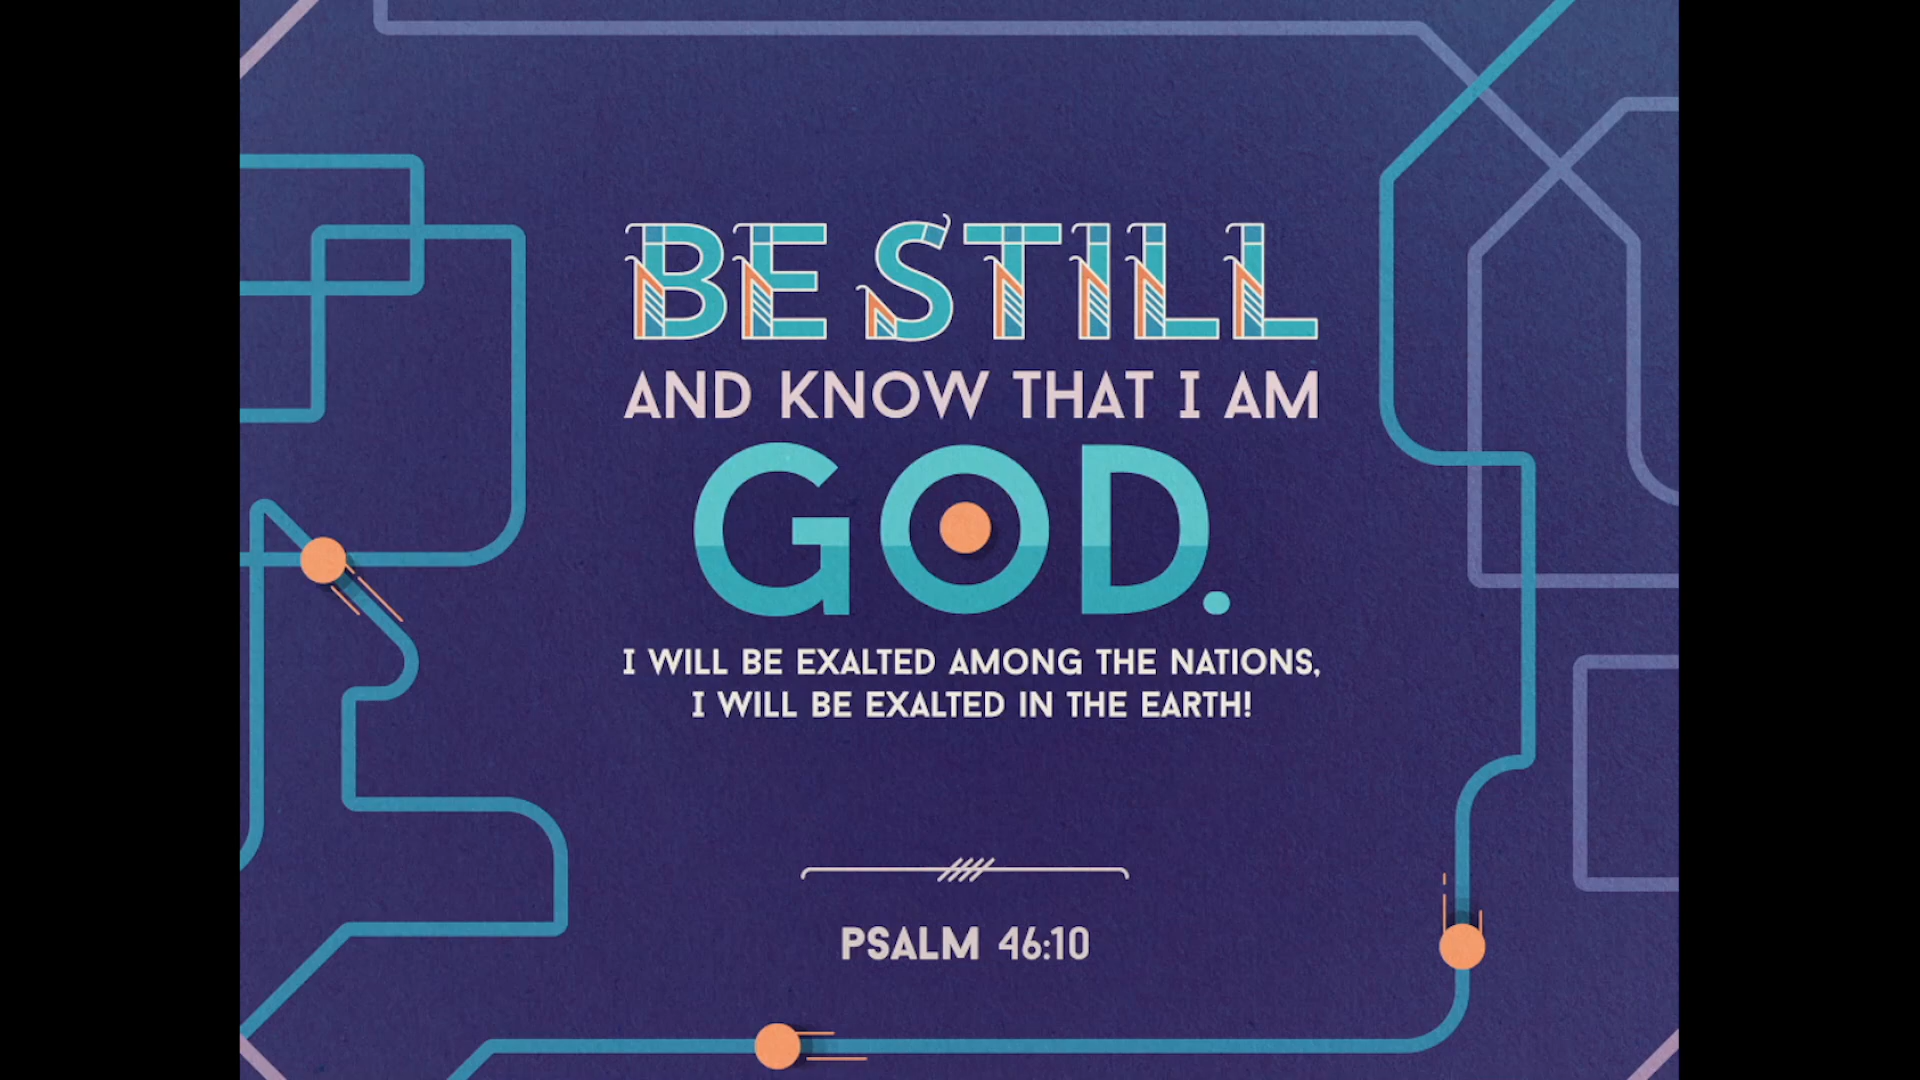 BE STILL
AND KNOW THAT I AM
GOD.
I WILL BE EXALTED AMONG THE NATIONS,
I WILL BE EXALTED IN THE EARTH!
PSALM 46:10